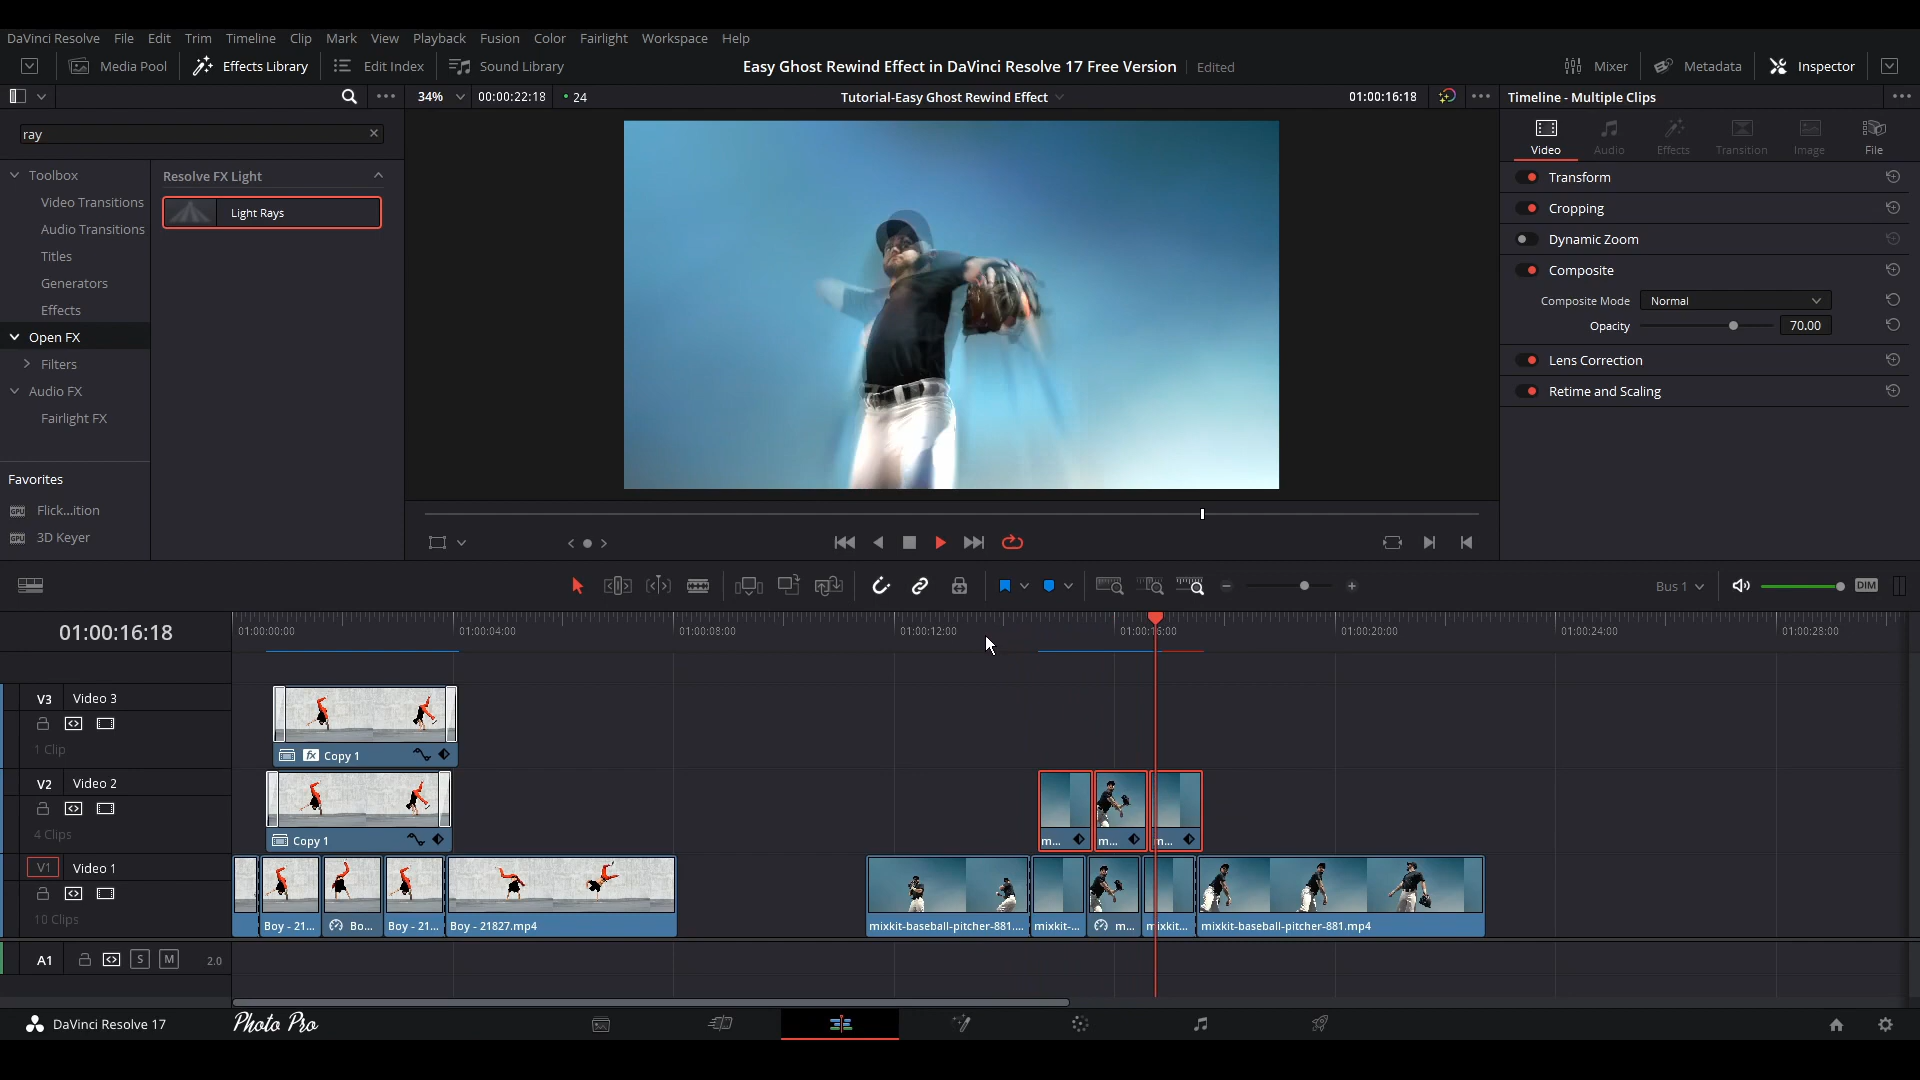 DaVinci Resolve File Edit Trim Timeline Clip Mark View Playback Fusion Color Fairlight Workspace Help
Media Pool Effects Library Edit Index Sound Library Easy Ghost Rewind Effect in DaVinci Resolve 17 Free Version Edited Mixer Metadata Inspector
34% 00:00:22:18 24 Tutorial-Easy Ghost Rewind Effect 01:00:16:18 Timeline - Multiple Clips
ray
Video Audio Effects Transition Image File
Toolbox
Video Transitions
Audio Transitions
Titles
Generators
Effects
Open FX
Filters
Audio FX
Fairlight FX
Favorites
Flick...ition
3D Keyer
Resolve FX Light
Light Rays
Transform
Cropping
Dynamic Zoom
Composite
Composite Mode Normal
Opacity 70.00
Lens Correction
Retime and Scaling
Bus 1 DIM
01:00:16:18 01:00:00:00 01:00:04:00 01:00:08:00 01:00:12:00 01:00:16:00 01:00:20:00 01:00:24:00 01:00:28:00
V3 Video 3
1 Clip
fx Copy 1
V2 Video 2
4 Clips
Copy 1 m... m... m...
V1 Video 1
10 Clips
Boy - 21... Bo... Boy - 21... Boy - 21827.mp4 mixkit-baseball-pitcher-881.... mixkit-... m... mixkit... mixkit-baseball-pitcher-881.mp4
A1 S M 2.0
DaVinci Resolve 17 Photo Pro